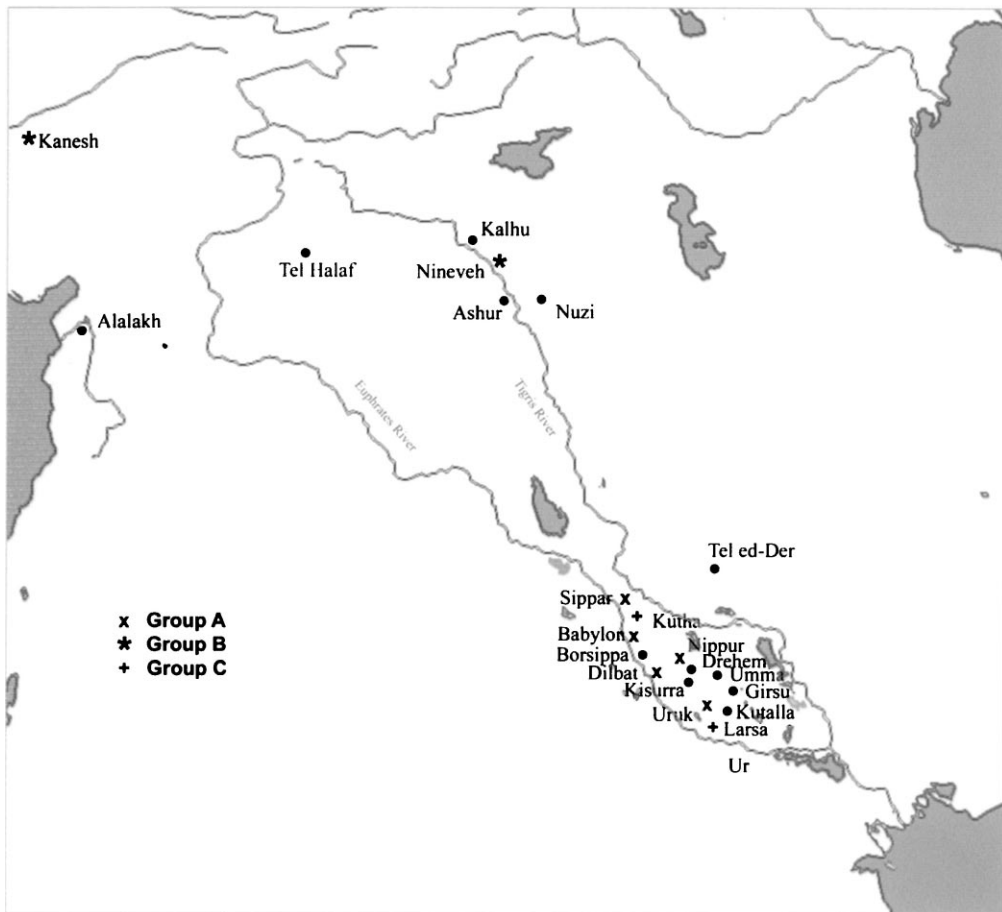 Kanesh
Kalhu
Tel Halaf
Nineveh
Ashur
Nuzi
Alalakh
Euphrates River
Tigris River
Tel ed-Der
Sippar
Kutha
Babylon
Nippur
Borsippa
Drehem
Dilbat
Umma
Kisurra
Girsu
Uruk
Kutalla
Larsa
Ur
x Group A
* Group B
+ Group C